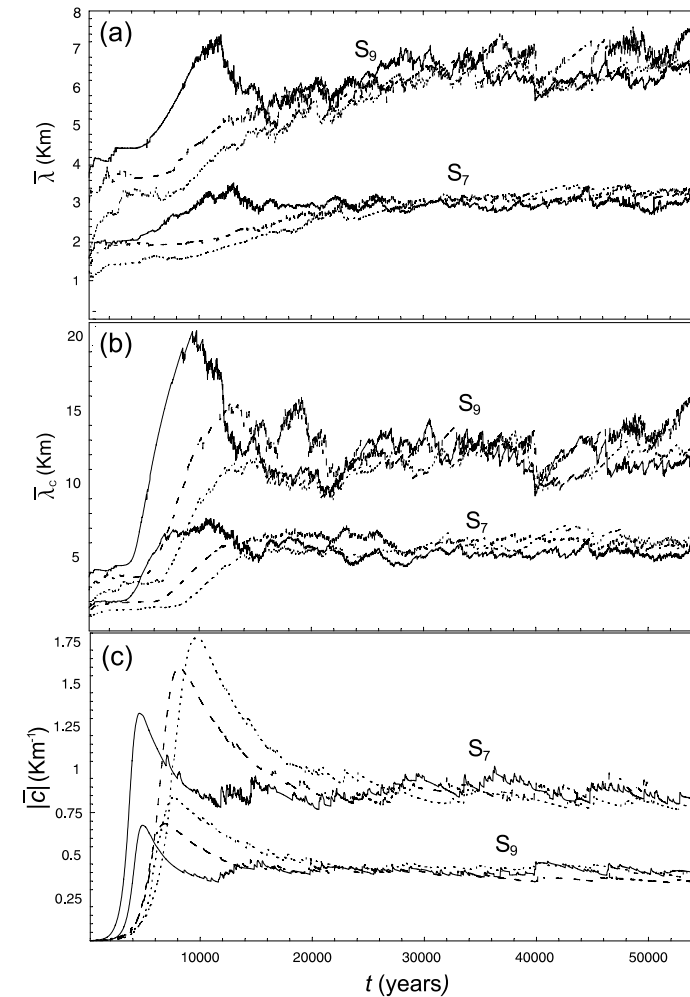 (a)
8
7
6
5
4
3
2
1
λ̅ (Km)
S₉
S₇
(b)
20
15
10
5
λ̅c (Km)
S₉
S₇
(c)
1.75
1.5
1.25
1
0.75
0.5
0.25
|c̅| (Km⁻¹)
S₇
S₉
10000 20000 30000 40000 50000
t (years)